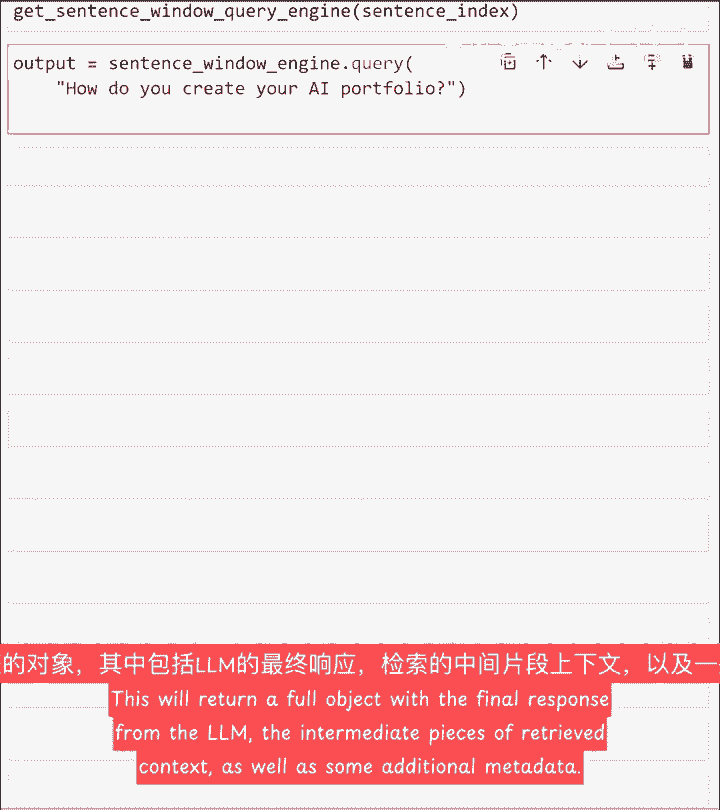 get_sentence_window_query_engine(sentence_index)
output = sentence_window_engine.query(
"How do you create your AI portfolio?")
的对象，其中包括LLM的最终响应，检索的中间片段上下文，以及一
This will return a full object with the final response
from the LLM, the intermediate pieces of retrieved
context, as well as some additional metadata.